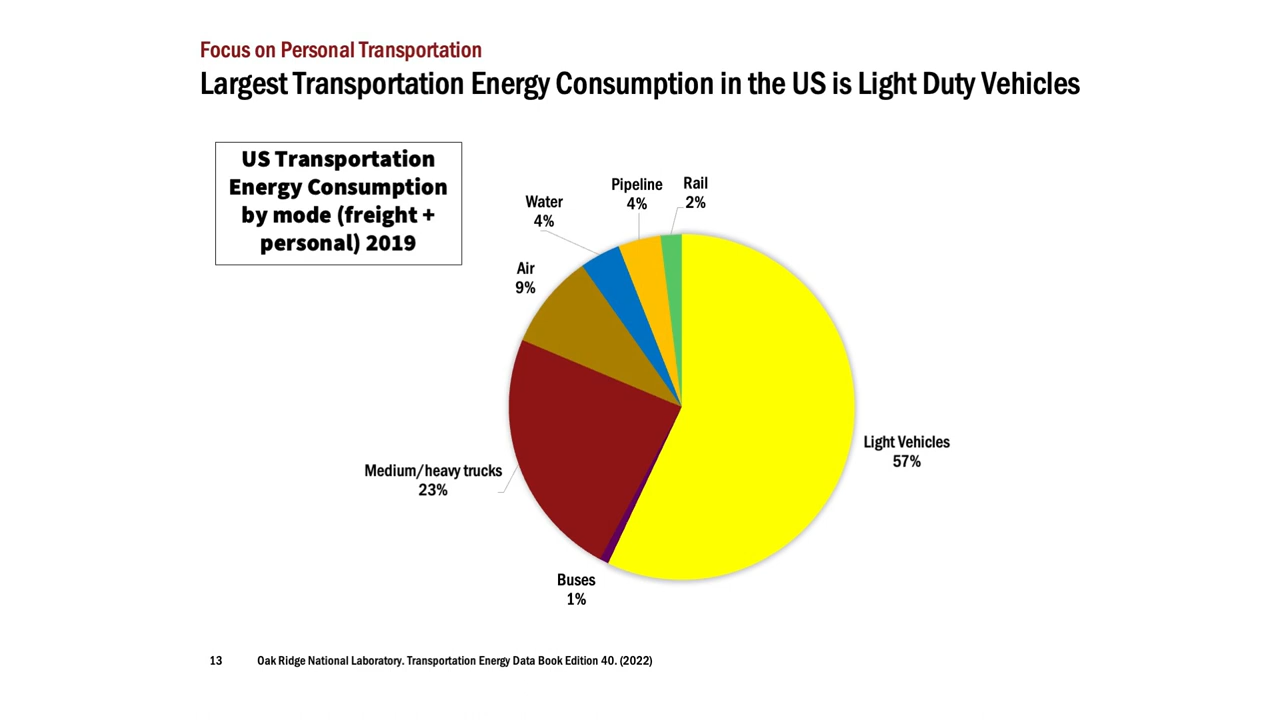 Focus on Personal Transportation
Largest Transportation Energy Consumption in the US is Light Duty Vehicles
US Transportation
Energy Consumption
by mode (freight +
personal) 2019
Pipeline
4%
Rail
2%
Water
4%
Air
9%
Light Vehicles
57%
Medium/heavy trucks
23%
Buses
1%
13
Oak Ridge National Laboratory. Transportation Energy Data Book Edition 40. (2022)